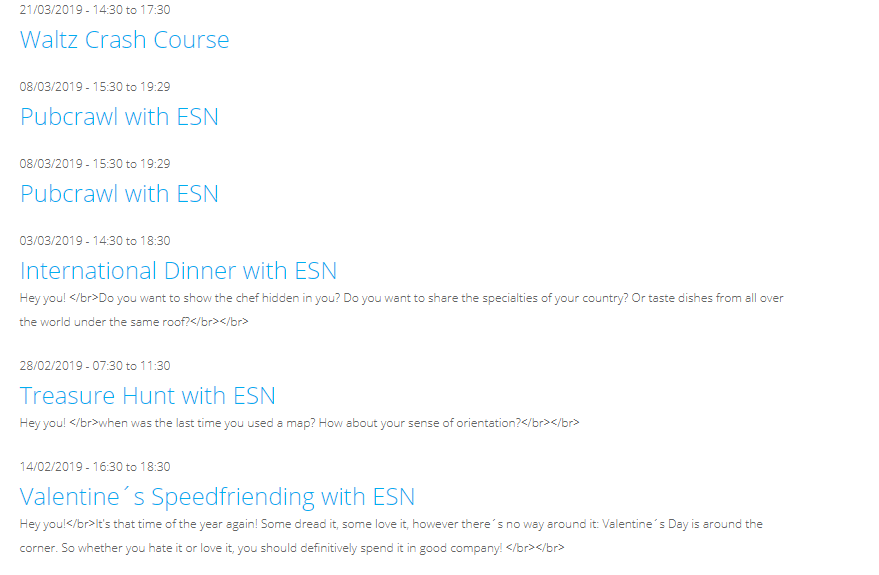 21/03/2019 - 14:30 to 17:30
Waltz Crash Course
08/03/2019 - 15:30 to 19:29
Pubcrawl with ESN
08/03/2019 - 15:30 to 19:29
Pubcrawl with ESN
03/03/2019 - 14:30 to 18:30
International Dinner with ESN
Hey you! </br>Do you want to show the chef hidden in you? Do you want to share the specialties of your country? Or taste dishes from all over
the world under the same roof?</br></br>
28/02/2019 - 07:30 to 11:30
Treasure Hunt with ESN
Hey you! </br>when was the last time you used a map? How about your sense of orientation?</br></br>
14/02/2019 - 16:30 to 18:30
Valentine´s Speedfriending with ESN
Hey you!</br>It's that time of the year again! Some dread it, some love it, however there´s no way around it: Valentine´s Day is around the
corner. So whether you hate it or love it, you should definitively spend it in good company! </br></br>